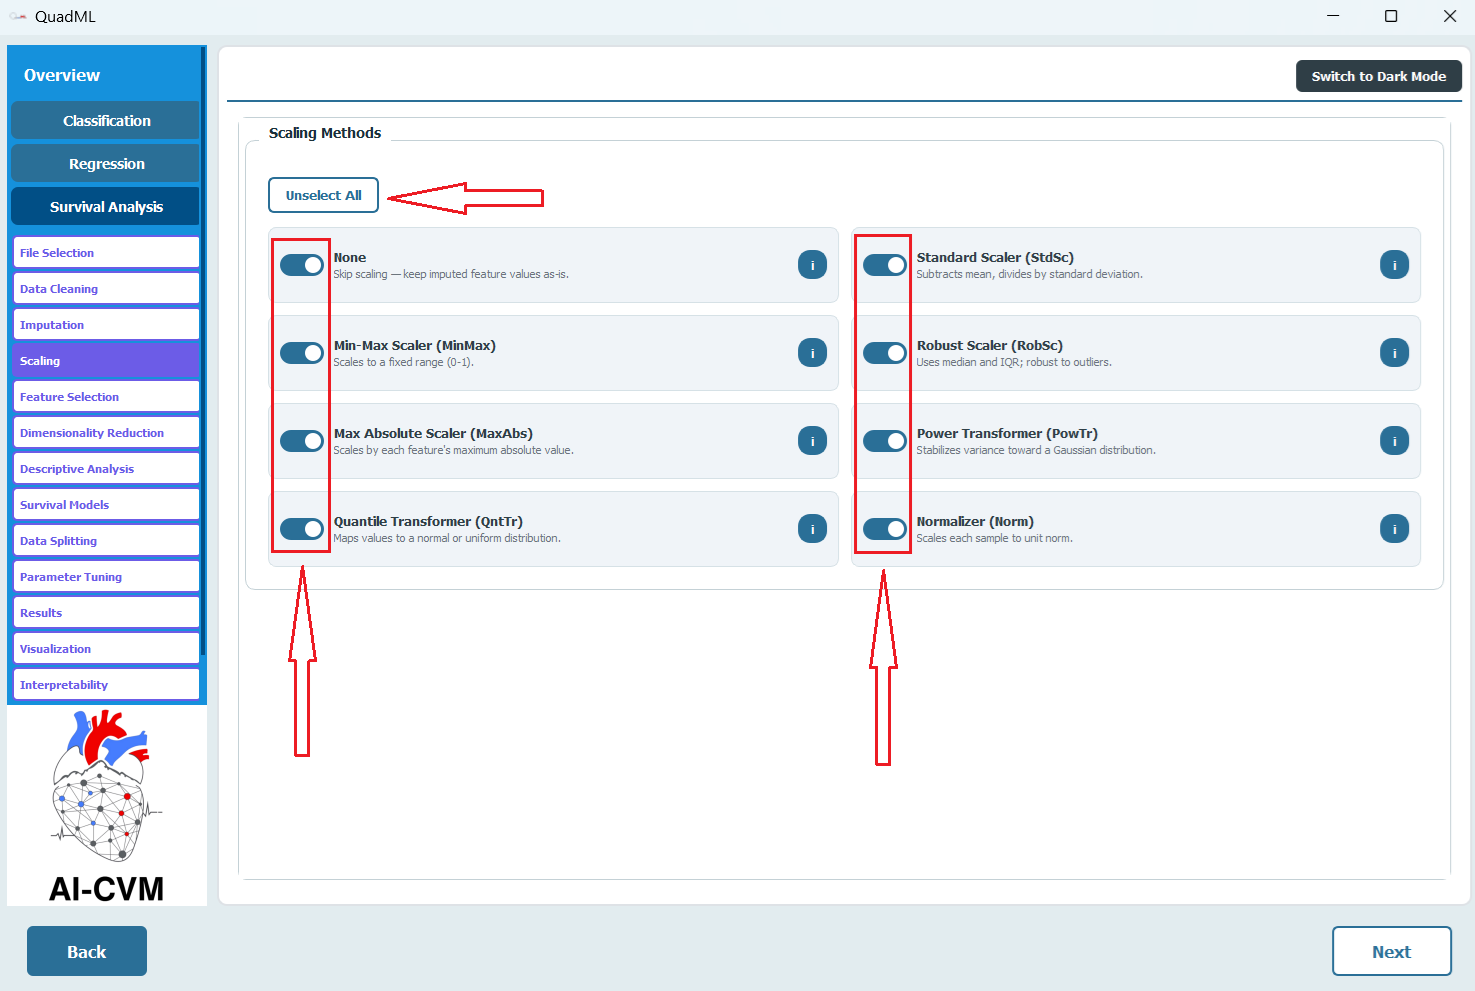 QuadML
Overview
Classification
Regression
Survival Analysis
File Selection
Data Cleaning
Imputation
Scaling
Feature Selection
Dimensionality Reduction
Descriptive Analysis
Survival Models
Data Splitting
Parameter Tuning
Results
Visualization
Interpretability
AI-CVM
Back
Switch to Dark Mode
Scaling Methods
Unselect All
None
Skip scaling — keep imputed feature values as-is.
i
Standard Scaler (StdSc)
Subtracts mean, divides by standard deviation.
i
Min-Max Scaler (MinMax)
Scales to a fixed range (0-1).
i
Robust Scaler (RobSc)
Uses median and IQR; robust to outliers.
i
Max Absolute Scaler (MaxAbs)
Scales by each feature's maximum absolute value.
i
Power Transformer (PowTr)
Stabilizes variance toward a Gaussian distribution.
i
Quantile Transformer (QntTr)
Maps values to a normal or uniform distribution.
i
Normalizer (Norm)
Scales each sample to unit norm.
i
Next